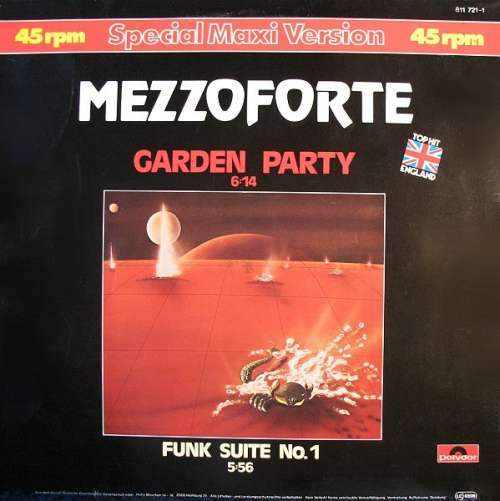 811 721-1
45 rpm Special Maxi Version 45 rpm
MEZZOFORTE
GARDEN PARTY
6:14
TOP HIT
ENGLAND
FUNK SUITE NO.1
5:56
polydor